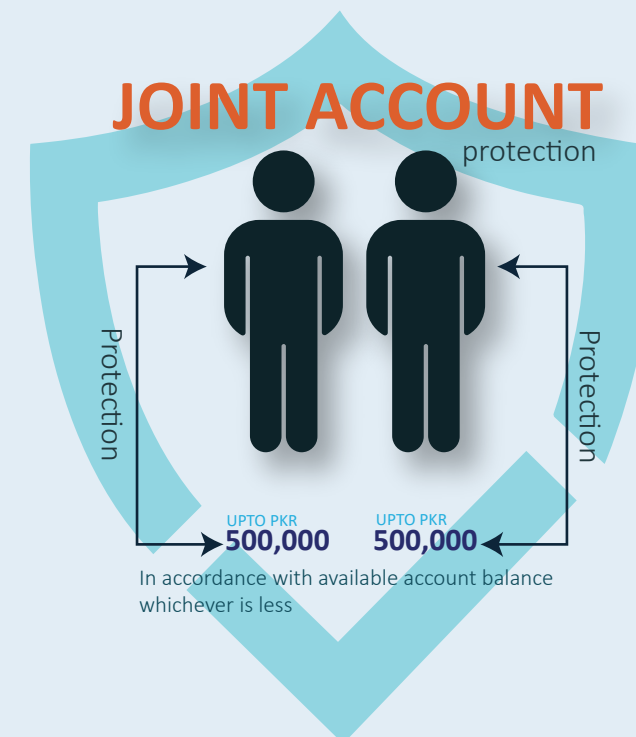 JOINT ACCOUNT
protection
Protection
Protection
UPTO PKR
500,000
UPTO PKR
500,000
In accordance with available account balance
whichever is less